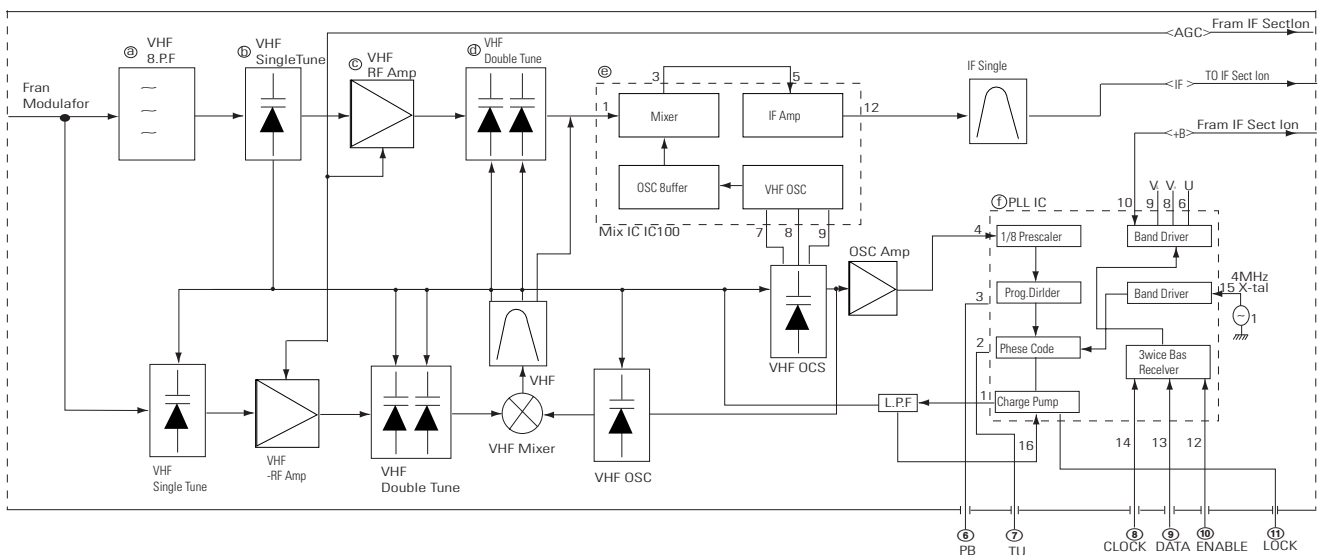 <AGC> Fram IF SectIon
ⓐ VHF
8.P.F
ⓑ VHF
SingleTune
ⓒ VHF
RF Amp
ⓓ VHF
Double Tune
ⓔ
3 5
IF Single
<IF> TO IF Sect Ion
Fran
Modulafor
1 Mixer
IF Amp 12
<+B> Fram IF Sect Ion
OSC 8uffer
VHF OSC
Mix IC IC100
7 8 9
V. V. U
10 9 8 6
ⓕ PLL IC
4 1/8 Prescaler
Band Driver
OSC Amp
4MHz
15 X-tal
3 Prog.Dirlder
Band Driver
~ 1
2 Phese Code
3wice Bas
Receiver
VHF OCS
VHF
L.P.F
1 Charge Pump
16
14 13 12
VHF Mixer
VHF
Single Tune
VHF
-RF Amp
VHF
Double Tune
VHF OSC
⑥ ⑦ ⑧ ⑨ ⑩ ⑪
PB TU CLOCK DATA ENABLE LOCK